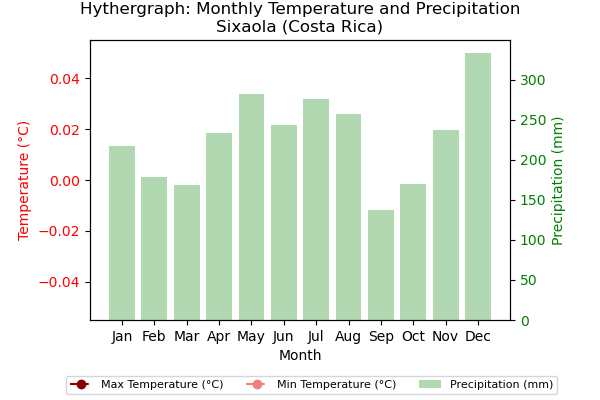 Hythergraph: Monthly Temperature and Precipitation
Sixaola (Costa Rica)
0.04
0.02
0.00
−0.02
−0.04
Temperature (°C)
300
250
200
150
100
50
0
Precipitation (mm)
Jan Feb Mar Apr May Jun Jul Aug Sep Oct Nov Dec
Month
Max Temperature (°C) Min Temperature (°C) Precipitation (mm)